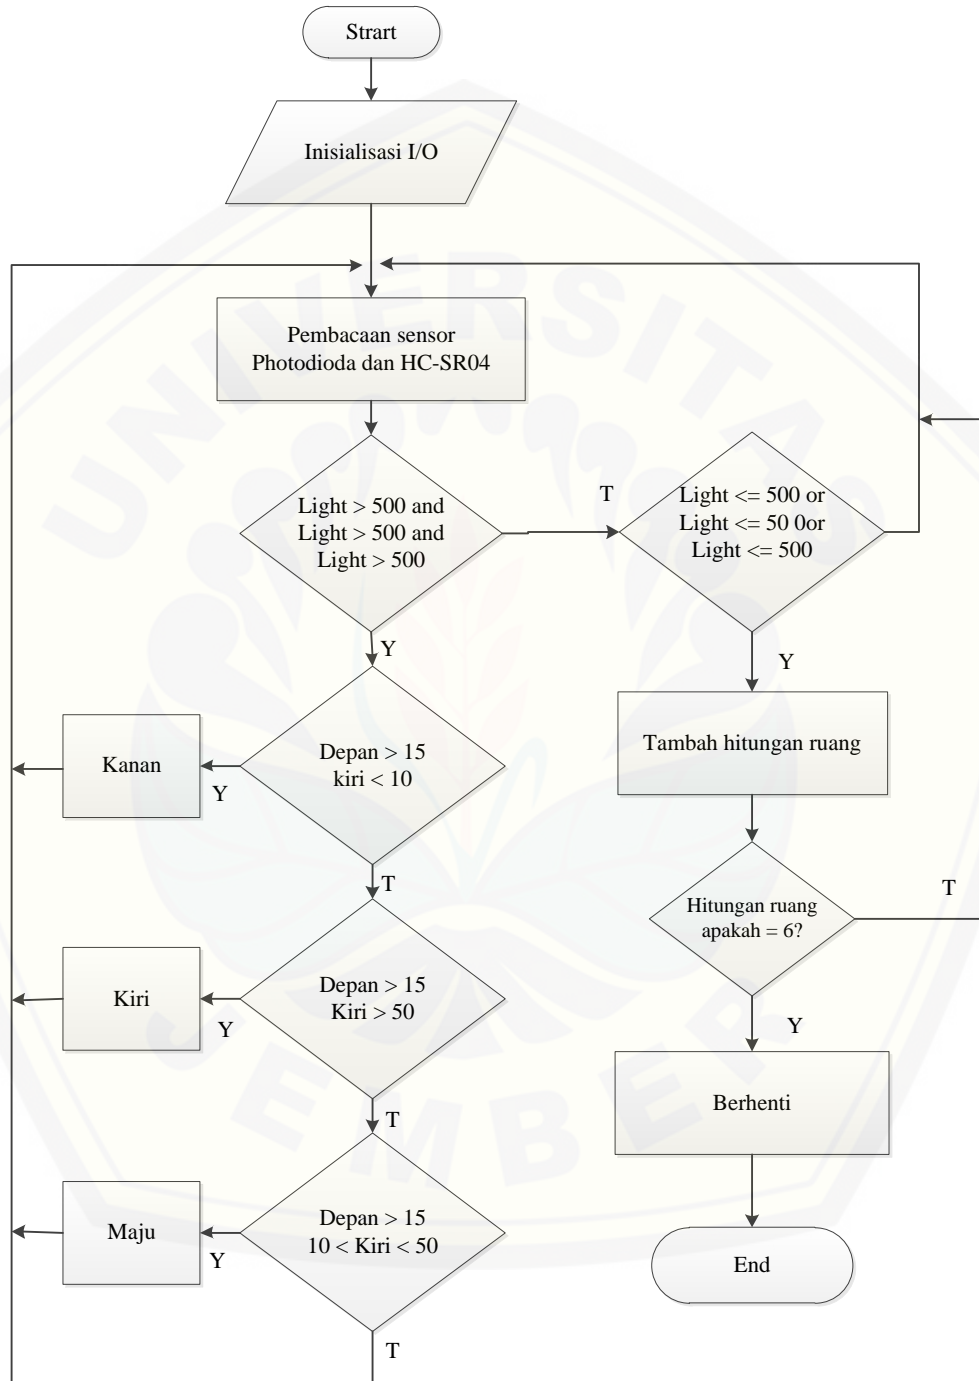 Strart
Inisialisasi I/O
Pembacaan sensor
Photodioda dan HC-SR04
Light > 500 and
Light > 500 and
Light > 500
T
Light <= 500 or
Light <= 50 0or
Light <= 500
Y
Y
Depan > 15
kiri < 10
Y
Kanan
Tambah hitungan ruang
T
Hitungan ruang
apakah = 6?
T
Depan > 15
Kiri > 50
Y
Kiri
Y
T
Berhenti
Depan > 15
10 < Kiri < 50
Y
Maju
End
T
UNIVERSITAS
JEMBER